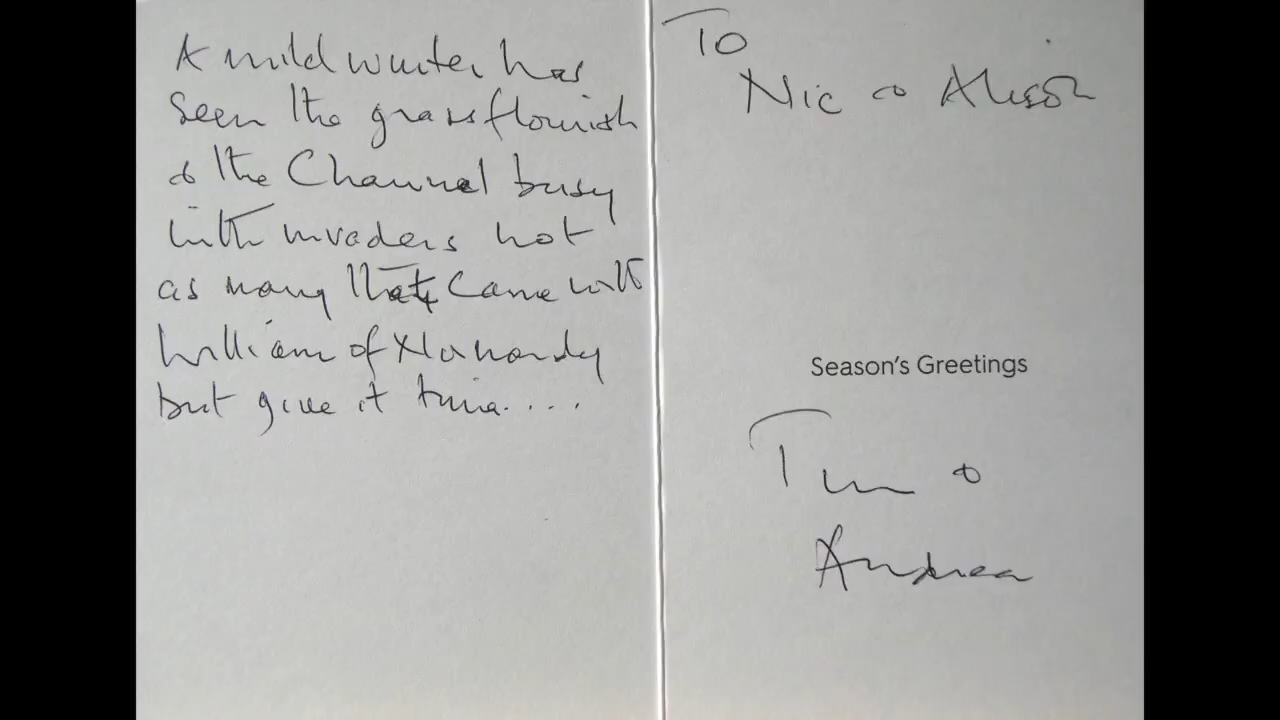 A mild winter has
seen the grass flourish
& the Channel busy
with invaders not
as many that came with
William of Normandy
but give it time....
To
Nic & Alison
Season's Greetings
Tim &
Andrea